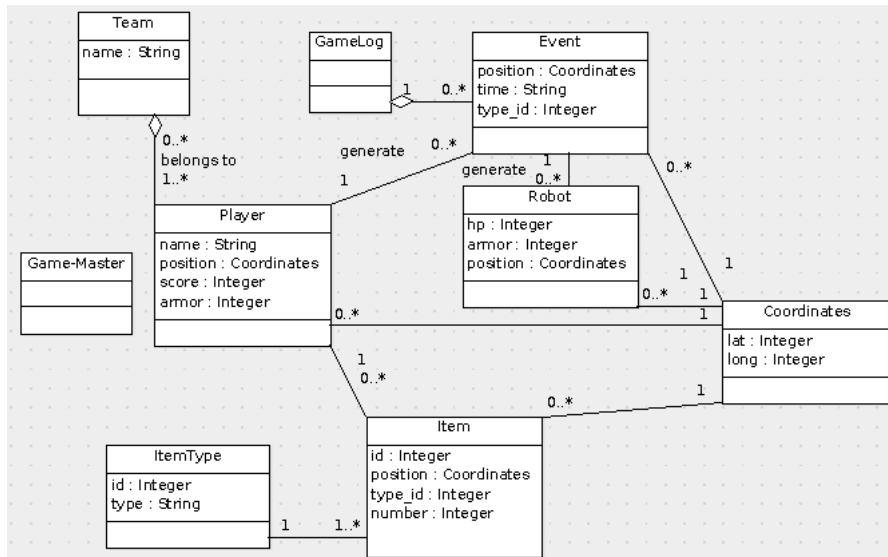 Team
name : String
GameLog
1
0..*
Event
position : Coordinates
time : String
type_id : Integer
0..*
belongs to
1..*
generate
0..*
1
generate
1
0..*
0..*
1
Robot
hp : Integer
armor : Integer
position : Coordinates
1
0..*
1
Player
name : String
position : Coordinates
score : Integer
armor : Integer
0..*
1
Game-Master
Coordinates
lat : Integer
long : Integer
1
0..*
0..*
1
Item
id : Integer
position : Coordinates
type_id : Integer
number : Integer
ItemType
id : Integer
type : String
1
1..*